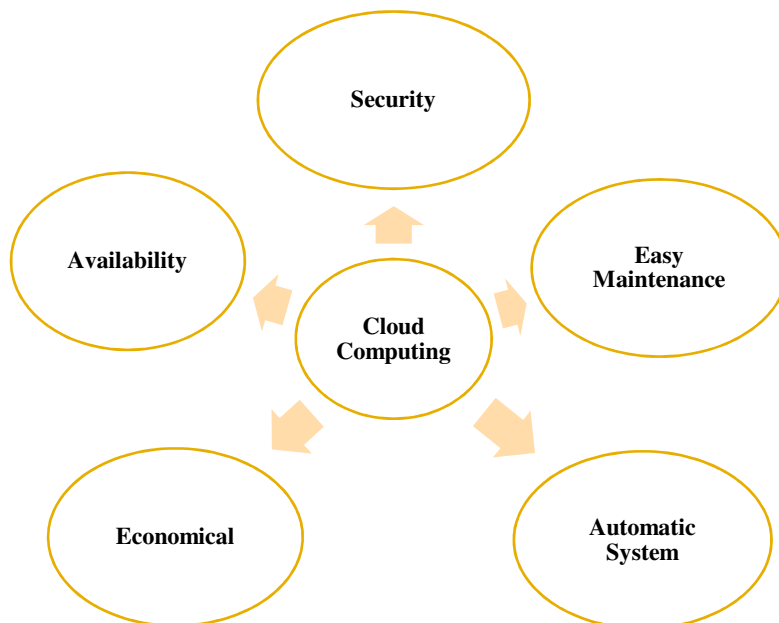 Security
Availability
Easy
Maintenance
Cloud
Computing
Economical
Automatic
System